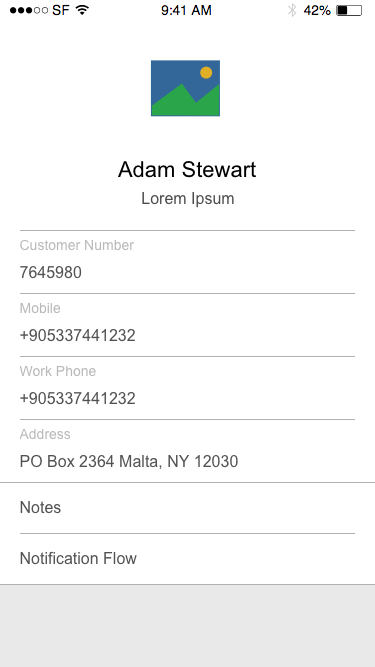 SF 9:41 AM 42%
Adam Stewart
Lorem Ipsum
Customer Number
7645980
Mobile
+905337441232
Work Phone
+905337441232
Address
PO Box 2364 Malta, NY 12030
Notes
Notification Flow